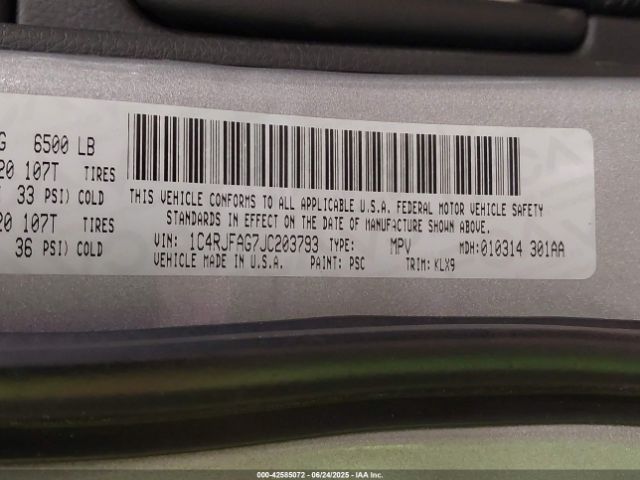 G 6500 LB
20 107T TIRES
33 PSI) COLD
20 107T TIRES
36 PSI) COLD
THIS VEHICLE CONFORMS TO ALL APPLICABLE U.S.A. FEDERAL MOTOR VEHICLE SAFETY
STANDARDS IN EFFECT ON THE DATE OF MANUFACTURE SHOWN ABOVE.
VIN: 1C4RJFAG7JC203793 TYPE: MPV MDH:010314 301AA
VEHICLE MADE IN U.S.A. PAINT: PSC TRIM: KLX9
000-42585072 - 06/24/2025 - IAAI, Inc.